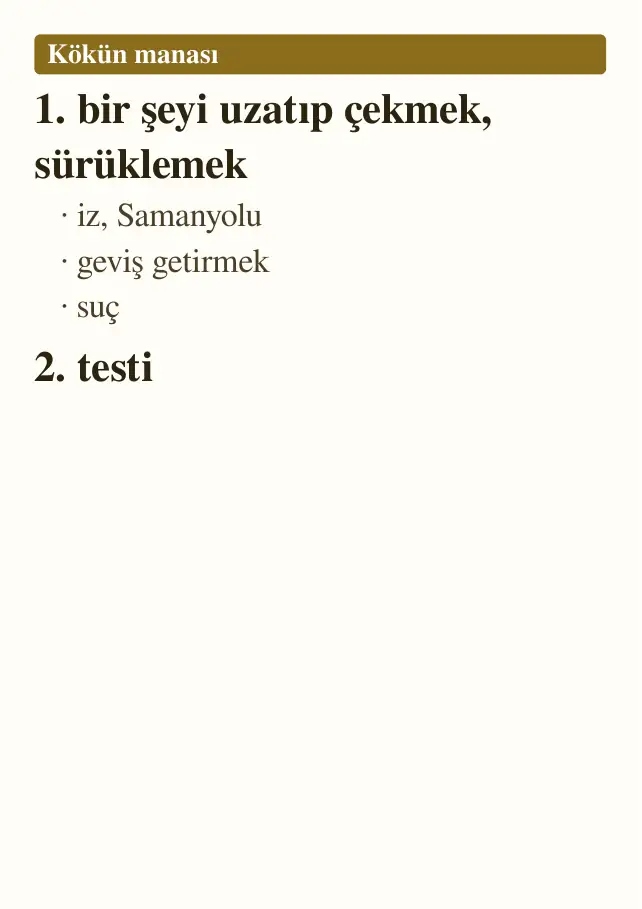 Kökün manası
1. bir şeyi uzatıp çekmek,
sürüklemek
· iz, Samanyolu
· geviş getirmek
· suç
2. testi